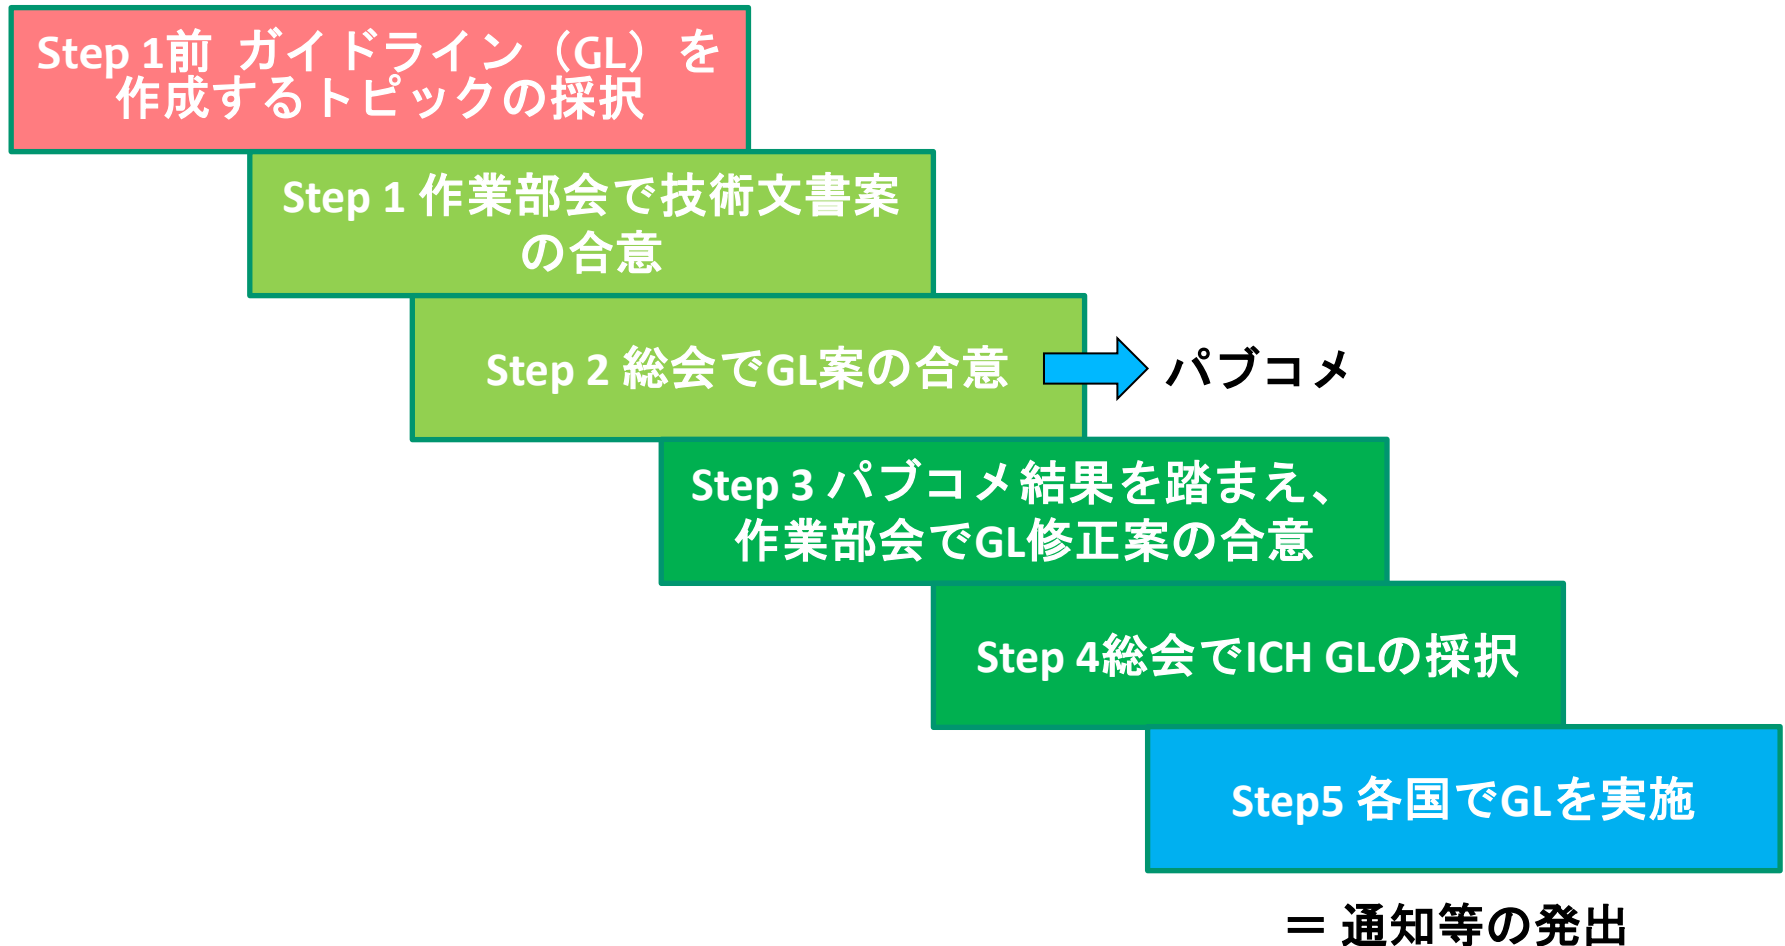 Step 1前 ガイドライン（GL）を
作成するトピックの採択
Step 1 作業部会で技術文書案
の合意
Step 2 総会でGL案の合意
パブコメ
Step 3 パブコメ結果を踏まえ、
作業部会でGL修正案の合意
Step 4総会でICH GLの採択
Step5 各国でGLを実施
＝ 通知等の発出